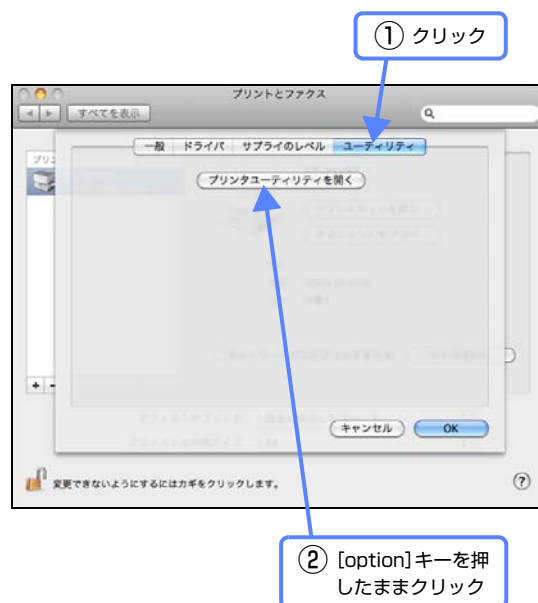 ① クリック
プリントとファクス
すべてを表示
一般 ドライバ サプライのレベル ユーティリティ
プリンタユーティリティを開く
キャンセル OK
変更できないようにするにはカギをクリックします。
② [option]キーを押
したままクリック